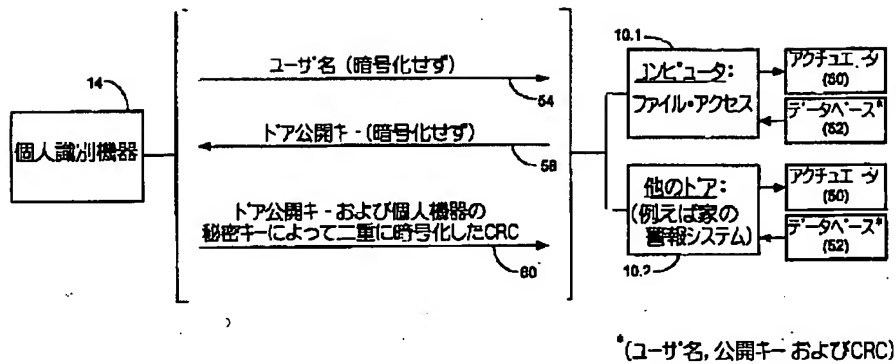 14
個人識別機器
ユーザ名 (暗号化せず)
54
ドア公開キー (暗号化せず)
58
ドア公開キーおよび個人機器の
秘密キーによって二重に暗号化したCRC
60
10.1
コンピュータ:
ファイル・アクセス
アクチュエータ
(50)
データベース*
(52)
他のドア:
(例えば家の
警報システム)
10.2
アクチュエータ
(50)
データベース*
(52)
*(ユーザ名, 公開キーおよびCRC)